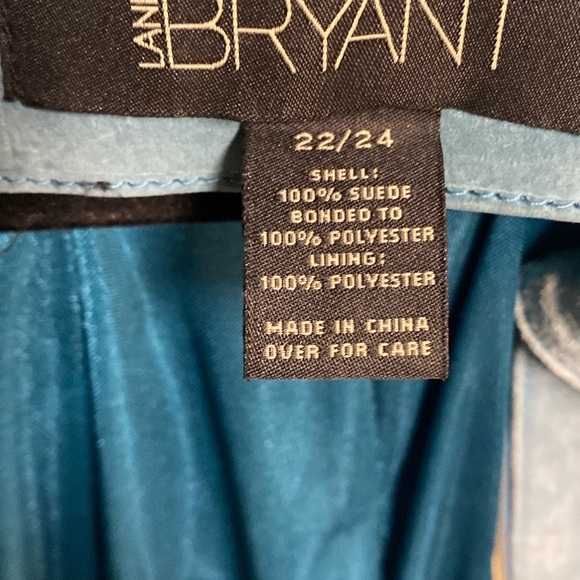 LANE BRYANT
22/24
SHELL:
100% SUEDE
BONDED TO
100% POLYESTER
LINING:
100% POLYESTER
MADE IN CHINA
OVER FOR CARE